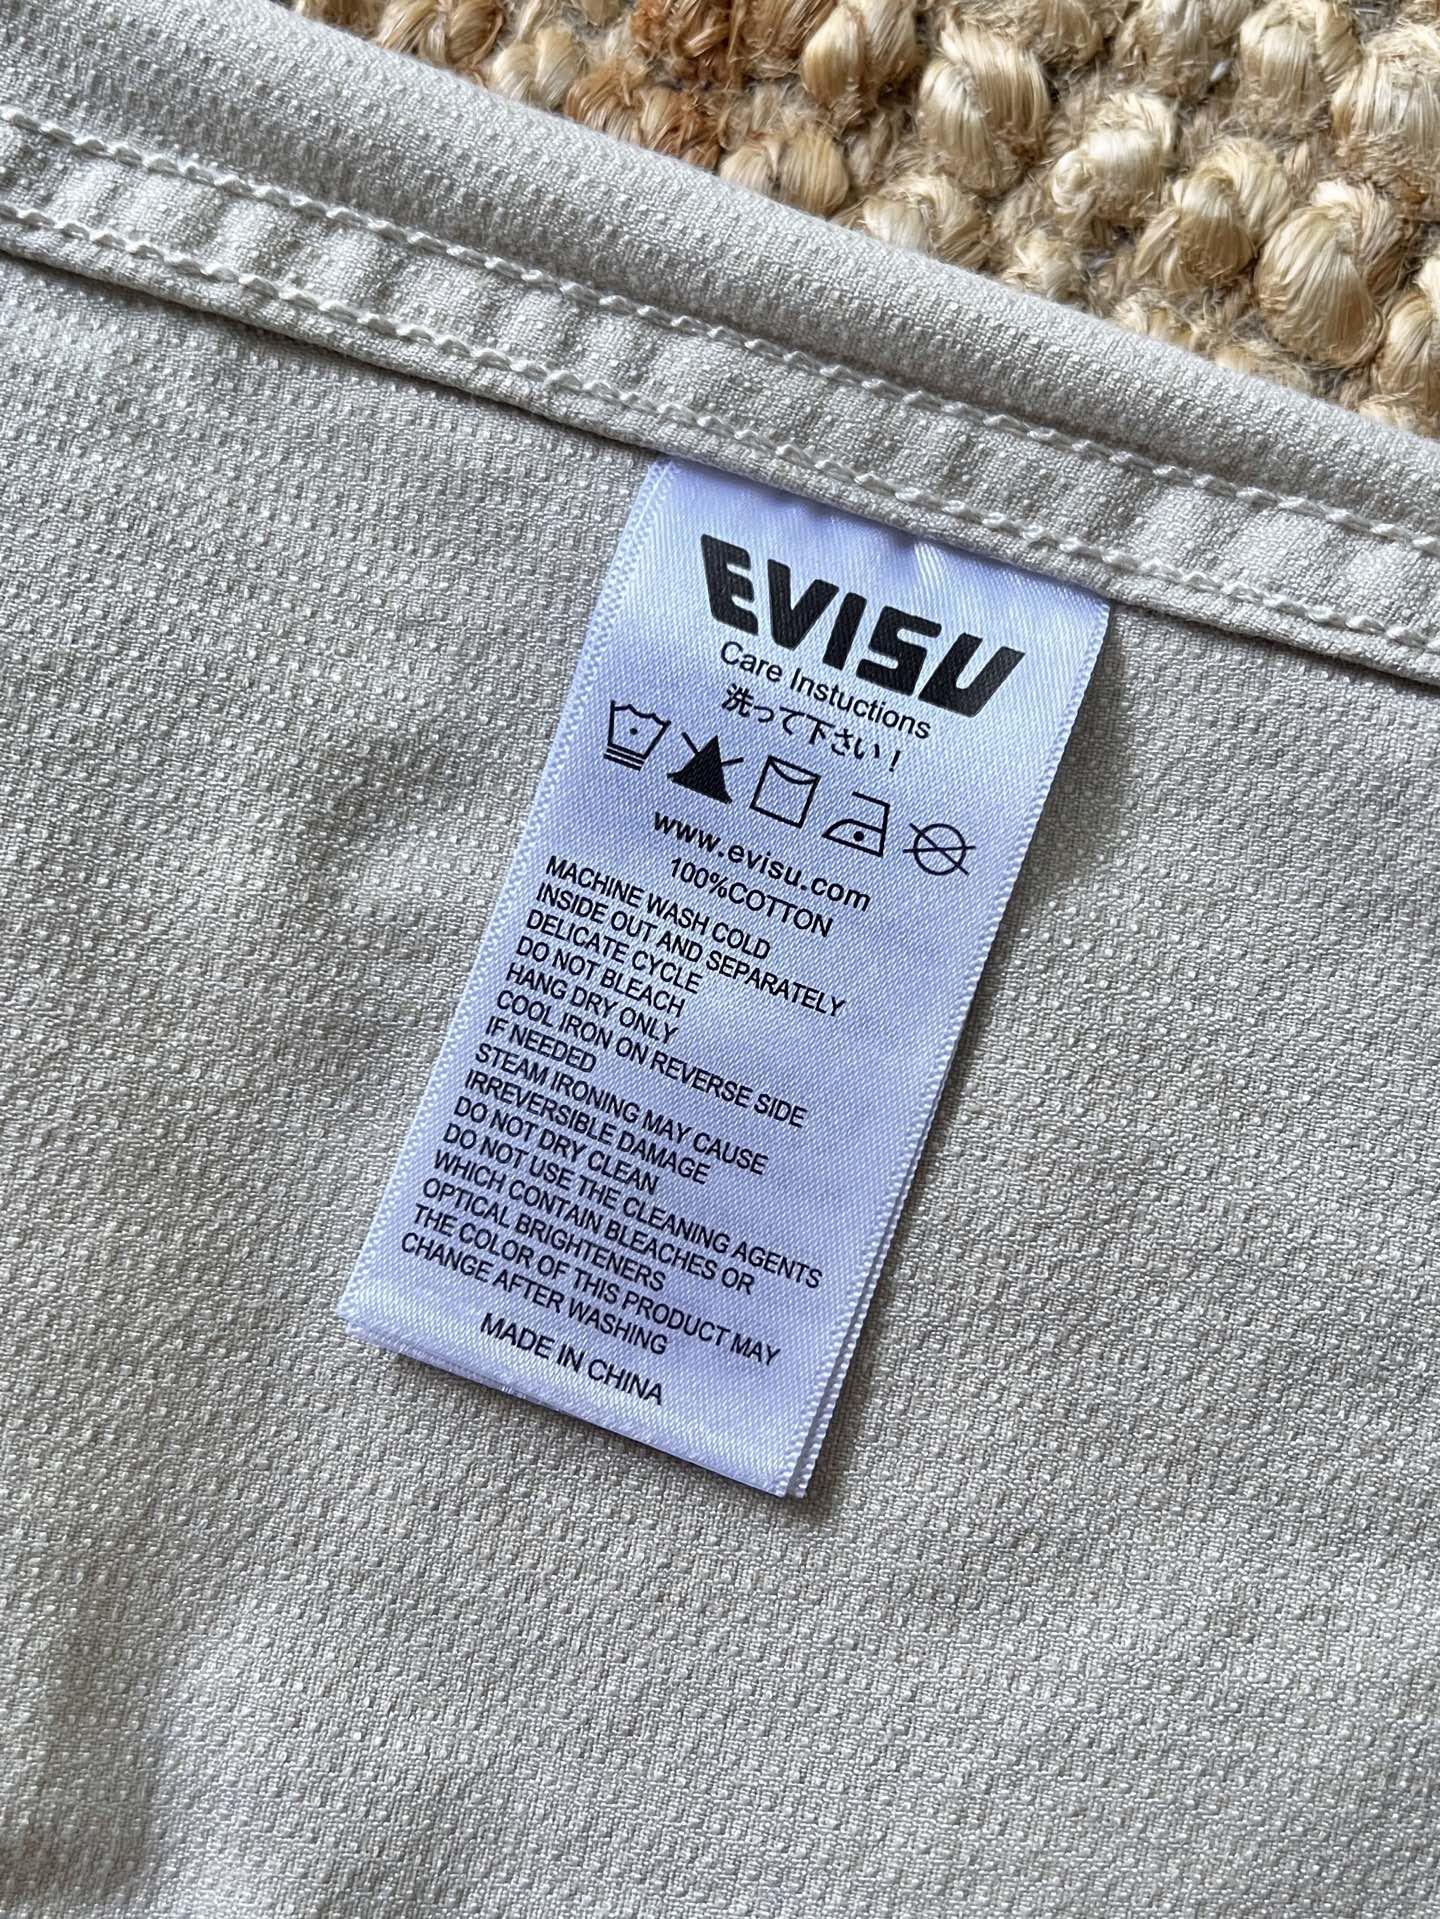 EVISU
Care Instuctions
洗って下さい！
www.evisu.com
100%COTTON
MACHINE WASH COLD
INSIDE OUT AND SEPARATELY
DELICATE CYCLE
DO NOT BLEACH
HANG DRY ONLY
COOL IRON ON REVERSE SIDE
IF NEEDED
STEAM IRONING MAY CAUSE
IRREVERSIBLE DAMAGE
DO NOT DRY CLEAN
DO NOT USE THE CLEANING AGENTS
WHICH CONTAIN BLEACHES OR
OPTICAL BRIGHTENERS
THE COLOR OF THIS PRODUCT MAY
CHANGE AFTER WASHING
MADE IN CHINA